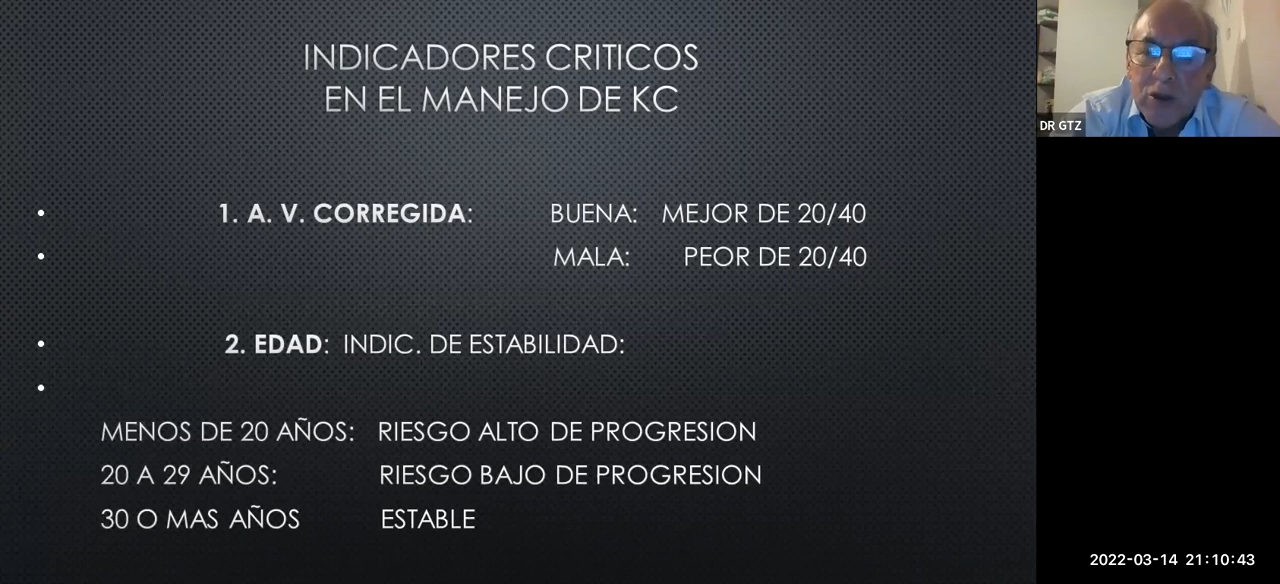 INDICADORES CRITICOS
EN EL MANEJO DE KC
DR GTZ
• 1. A. V. CORREGIDA: BUENA: MEJOR DE 20/40
• MALA: PEOR DE 20/40
• 2. EDAD: INDIC. DE ESTABILIDAD:
•
MENOS DE 20 AÑOS: RIESGO ALTO DE PROGRESION
20 A 29 AÑOS: RIESGO BAJO DE PROGRESION
30 O MAS AÑOS ESTABLE
2022-03-14 21:10:43